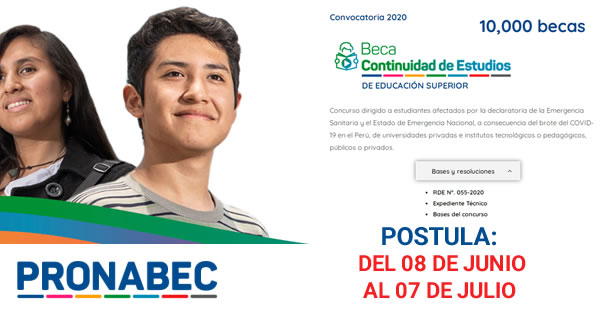 Convocatoria 2020
10,000 becas
Beca
Continuidad de Estudios
DE EDUCACIÓN SUPERIOR
Concurso dirigido a estudiantes afectados por la declaratoria de la Emergencia
Sanitaria y el Estado de Emergencia Nacional, a consecuencia del brote del COVID-
19 en el Perú, de universidades privadas e institutos tecnológicos o pedagógicos,
públicos o privados.
Bases y resoluciones
• RDE Nº. 055-2020
• Expediente Técnico
• Bases del concurso
POSTULA:
DEL 08 DE JUNIO
AL 07 DE JULIO
PRONABEC